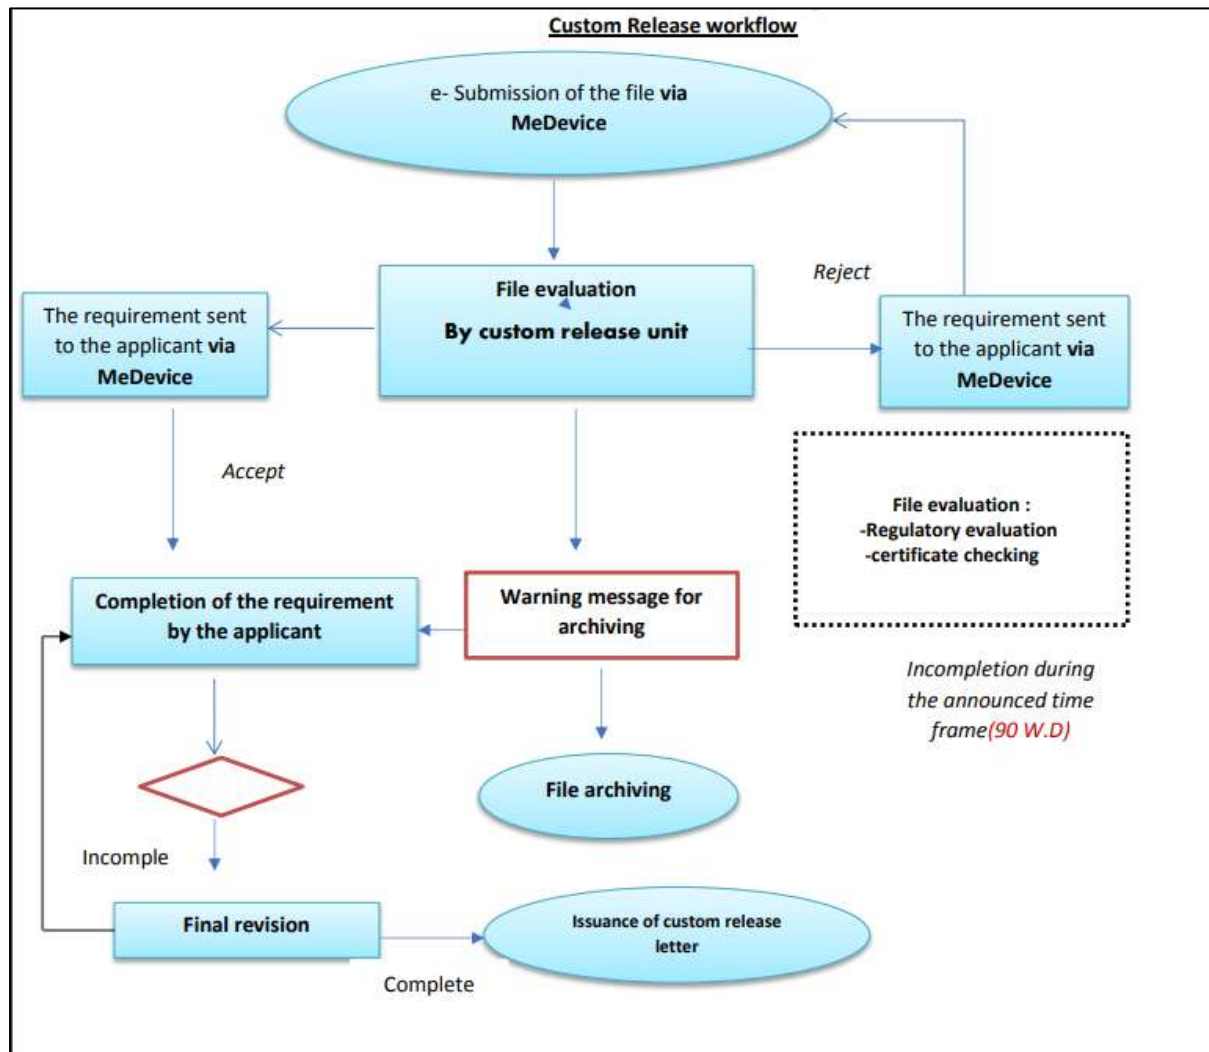 Custom Release workflow
e- Submission of the file via
MeDevice
File evaluation
By custom release unit
Reject
The requirement sent
to the applicant via
MeDevice
The requirement sent
to the applicant via
MeDevice
Accept
File evaluation :
-Regulatory evaluation
-certificate checking
Completion of the requirement
by the applicant
Warning message for
archiving
Incompletion during
the announced time
frame(90 W.D)
File archiving
Incomple
Final revision
Issuance of custom release
letter
Complete